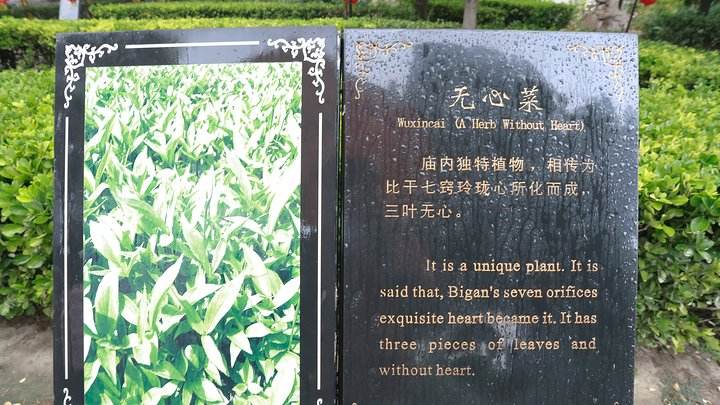 无心菜
Wuxincai (A Herb Without Heart)
庙内独特植物，相传为
比干七窍玲珑心所化而成，
三叶无心。
It is a unique plant. It is
said that, Bigan's seven orifices
exquisite heart became it. It has
three pieces of leaves and
without heart.